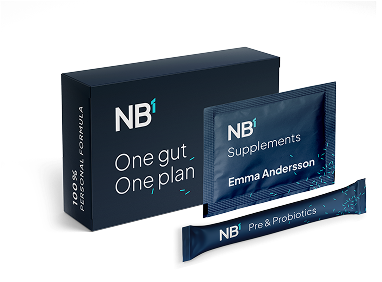 100%
PERSONAL FORMULA
NB1
One gut
One plan
NB1
Supplements
Emma Andersson
NB1
Pre & Probiotics